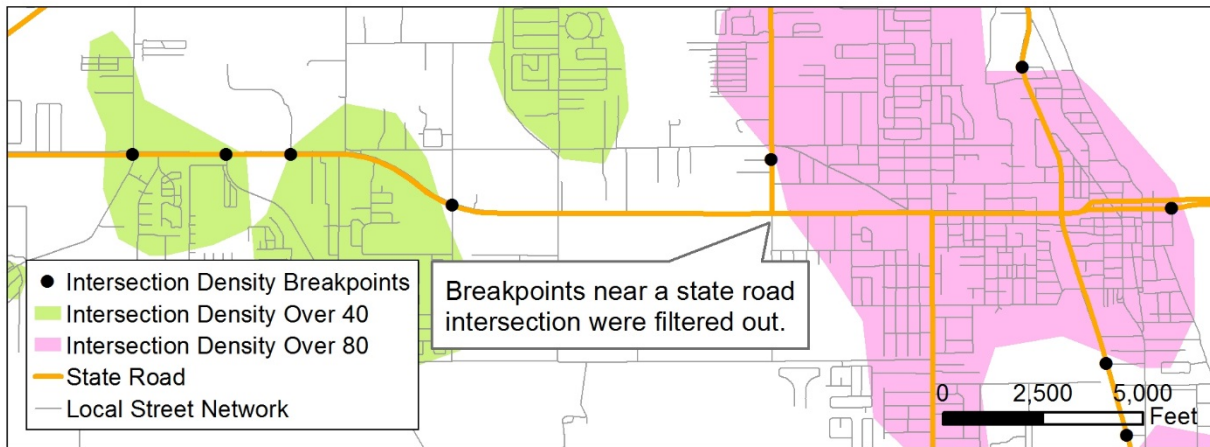 Breakpoints near a state road
intersection were filtered out.
Intersection Density Breakpoints
Intersection Density Over 40
Intersection Density Over 80
State Road
Local Street Network
0 2,500 5,000
Feet